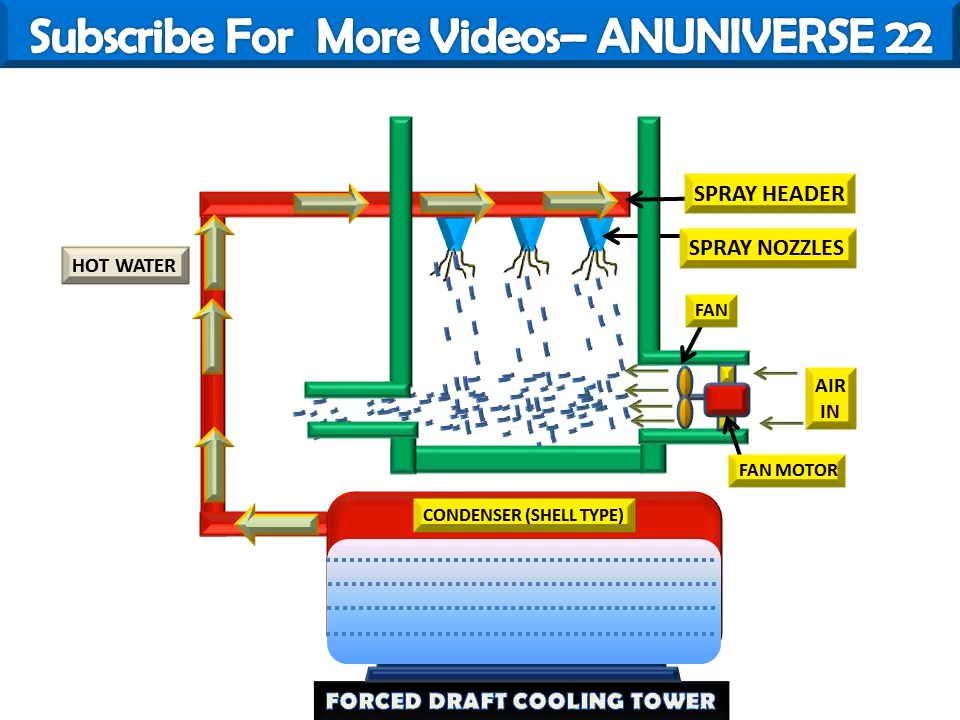 Subscribe For More Videos– ANUNIVERSE 22
SPRAY HEADER
SPRAY NOZZLES
HOT WATER
FAN
AIR
IN
FAN MOTOR
CONDENSER (SHELL TYPE)
FORCED DRAFT COOLING TOWER